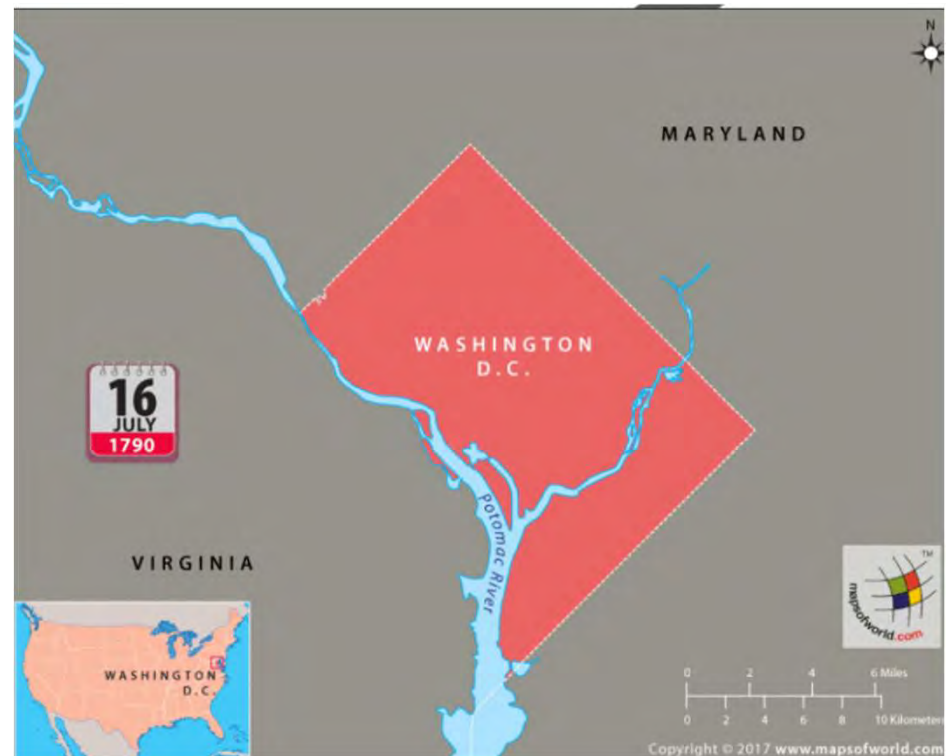 N
MARYLAND
WASHINGTON
D.C.
16
JULY
1790
Potomac River
VIRGINIA
WASHINGTON
D.C.
TM
mapsofworld.com
0 2 4 6 Miles
0 2 4 6 8 10 Kilometers
Copyright © 2017 www.mapsofworld.com